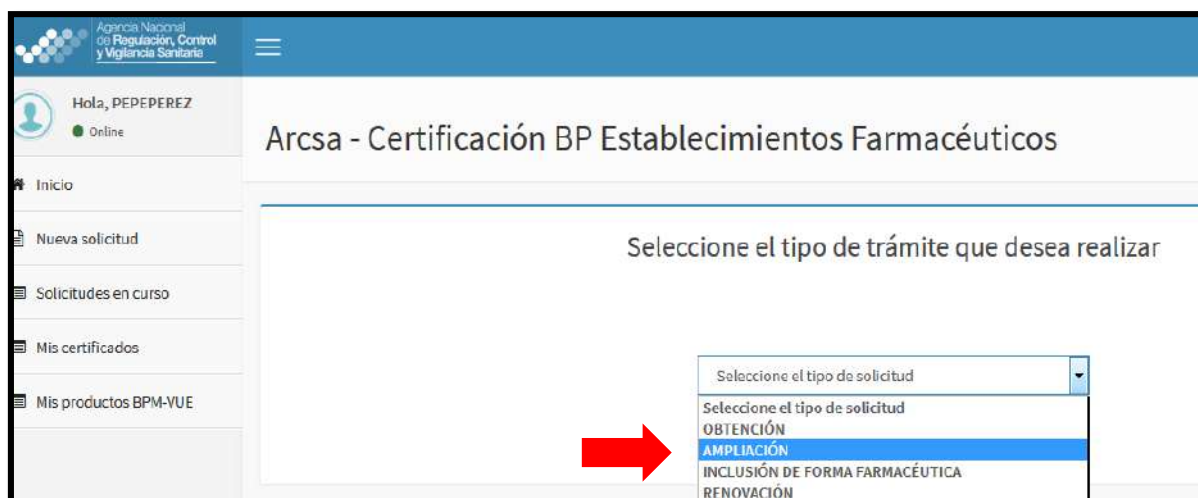 Agencia Nacional
de Regulación, Control
y Vigilancia Sanitaria
Hola, PEPEPEREZ
Online
Arcsa - Certificación BP Establecimientos Farmacéuticos
Inicio
Nueva solicitud
Solicitudes en curso
Mis certificados
Mis productos BPM-VUE
Seleccione el tipo de trámite que desea realizar
Seleccione el tipo de solicitud
Seleccione el tipo de solicitud
OBTENCIÓN
AMPLIACIÓN
INCLUSIÓN DE FORMA FARMACÉUTICA
RENOVACIÓN